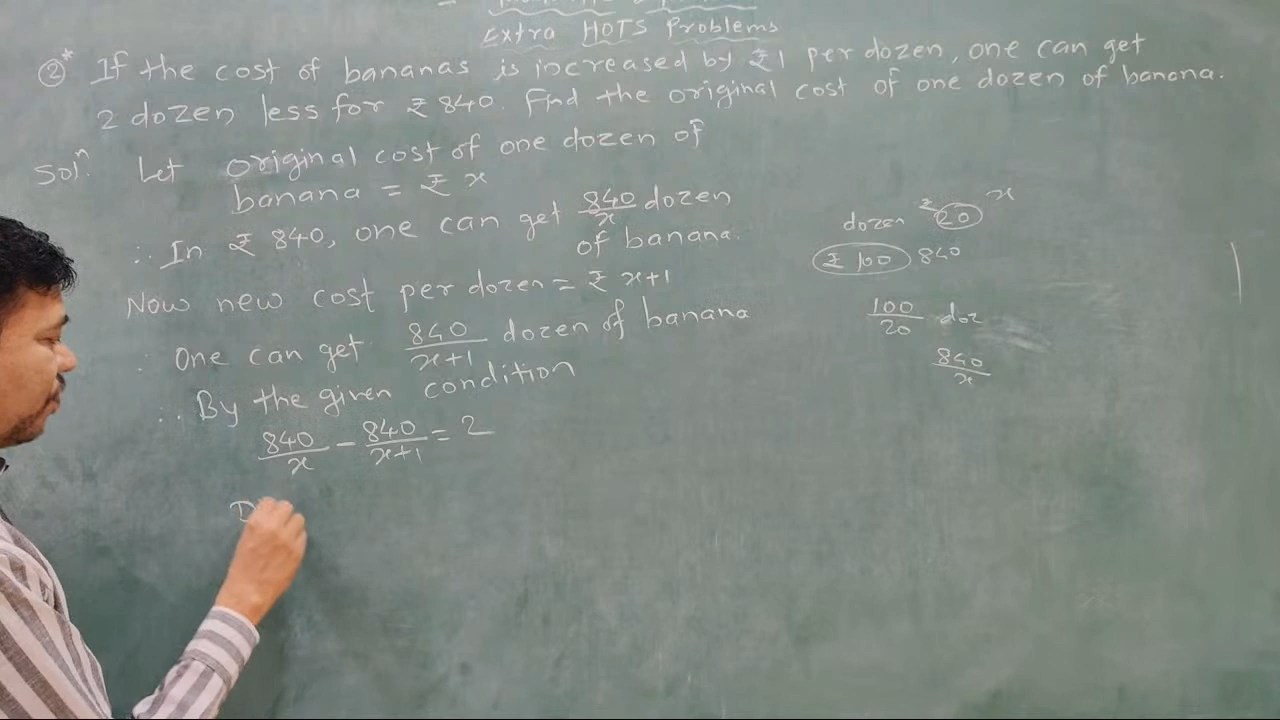 Extra HOTS Problems
②* If the cost of bananas is increased by ₹1 per dozen, one can get
2 dozen less for ₹ 840. Find the original cost of one dozen of banana.
Solⁿ. Let original cost of one dozen of
banana = ₹ x
∴ In ₹ 840, one can get 840/x dozen
of banana.
Now new cost per dozen = ₹ x+1
∴ One can get 840/x+1 dozen of banana
∴ By the given condition
840/x - 840/x+1 = 2
D
dozen ₹ 20 x
₹ 100 840
100/20 doz
840/x